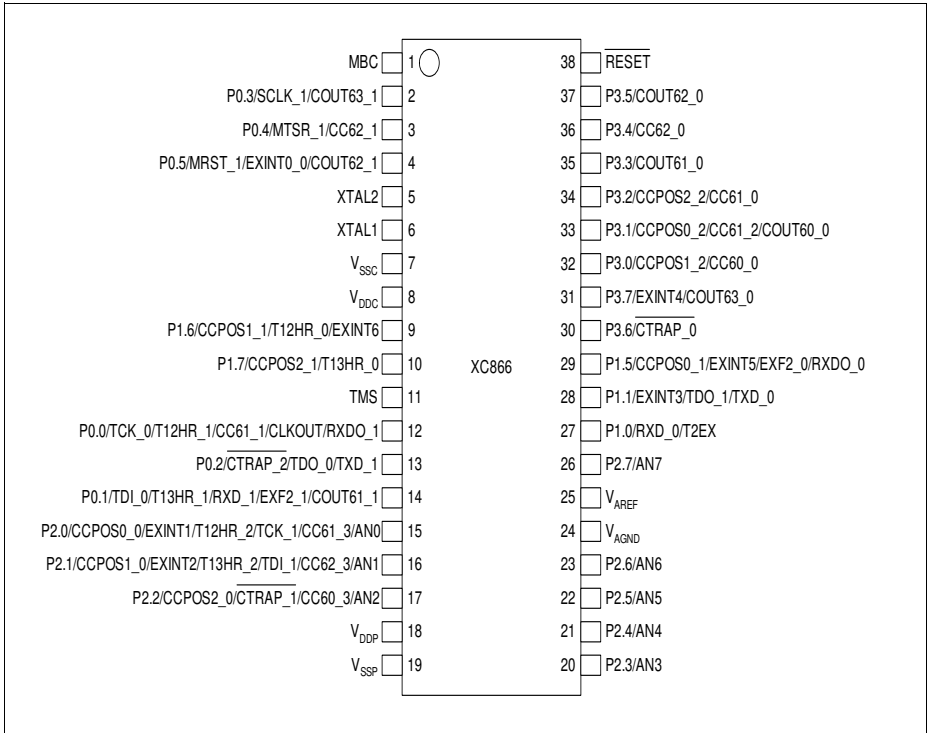 MBC 1 38 RESET
P0.3/SCLK_1/COUT63_1 2 37 P3.5/COUT62_0
P0.4/MTSR_1/CC62_1 3 36 P3.4/CC62_0
P0.5/MRST_1/EXINT0_0/COUT62_1 4 35 P3.3/COUT61_0
XTAL2 5 34 P3.2/CCPOS2_2/CC61_0
XTAL1 6 33 P3.1/CCPOS0_2/CC61_2/COUT60_0
VSSC 7 32 P3.0/CCPOS1_2/CC60_0
VDDC 8 31 P3.7/EXINT4/COUT63_0
P1.6/CCPOS1_1/T12HR_0/EXINT6 9 30 P3.6/CTRAP_0
P1.7/CCPOS2_1/T13HR_0 10 XC866 29 P1.5/CCPOS0_1/EXINT5/EXF2_0/RXDO_0
TMS 11 28 P1.1/EXINT3/TDO_1/TXD_0
P0.0/TCK_0/T12HR_1/CC61_1/CLKOUT/RXDO_1 12 27 P1.0/RXD_0/T2EX
P0.2/CTRAP_2/TDO_0/TXD_1 13 26 P2.7/AN7
P0.1/TDI_0/T13HR_1/RXD_1/EXF2_1/COUT61_1 14 25 VAREF
P2.0/CCPOS0_0/EXINT1/T12HR_2/TCK_1/CC61_3/AN0 15 24 VAGND
P2.1/CCPOS1_0/EXINT2/T13HR_2/TDI_1/CC62_3/AN1 16 23 P2.6/AN6
P2.2/CCPOS2_0/CTRAP_1/CC60_3/AN2 17 22 P2.5/AN5
VDDP 18 21 P2.4/AN4
VSSP 19 20 P2.3/AN3